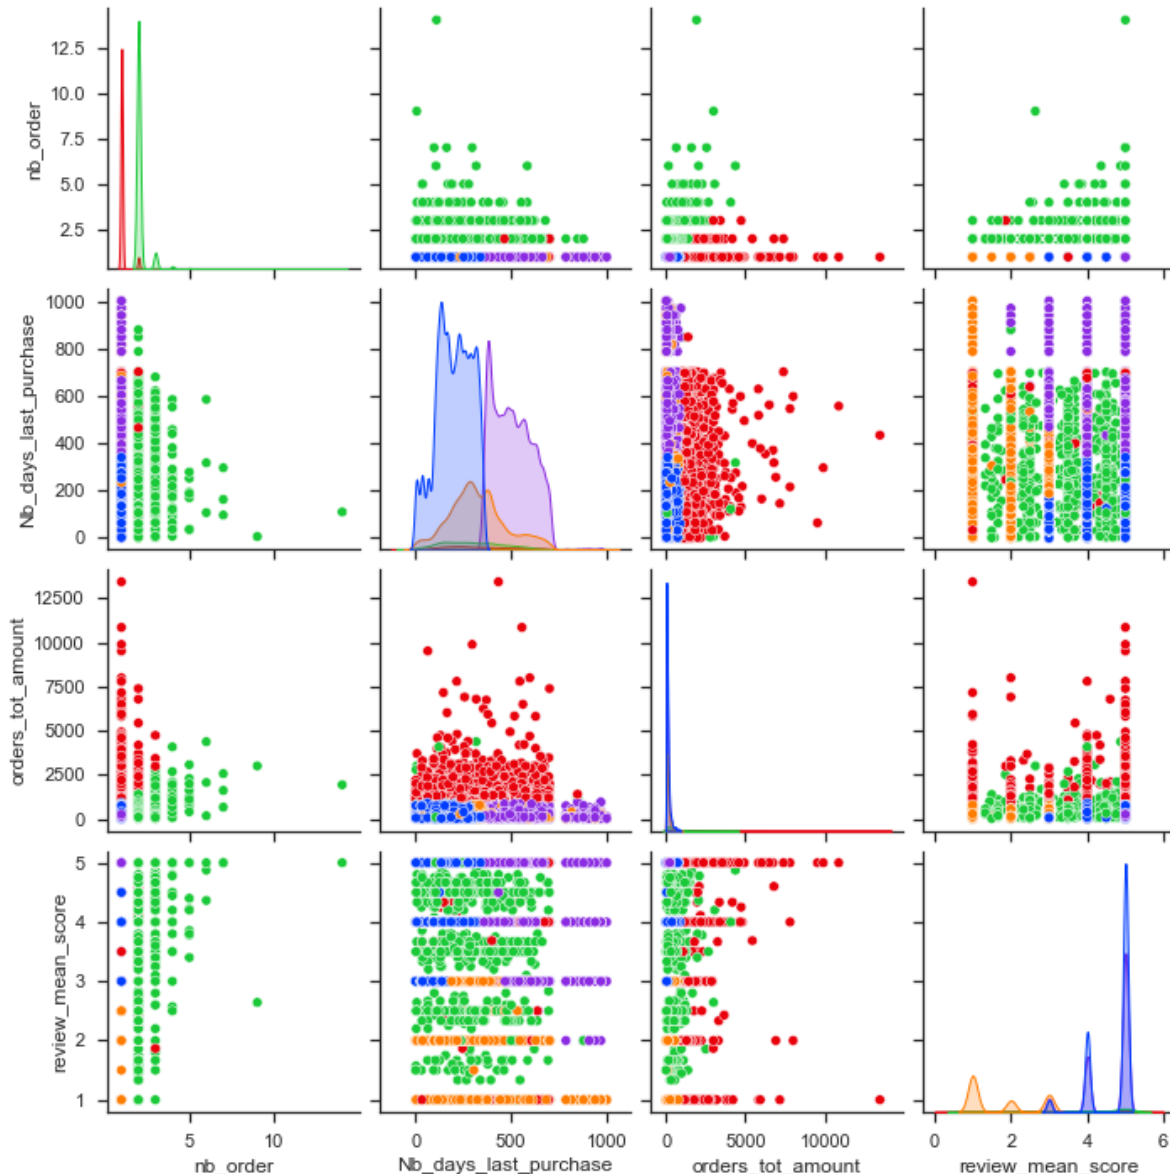 nb_order
12.5
10.0
7.5
5.0
2.5
Nb_days_last_purchase
1000
800
600
400
200
0
orders_tot_amount
12500
10000
7500
5000
2500
0
review_mean_score
5
4
3
2
1
5 10
0 500 1000
0 5000 10000
0 2 4 6
nb_order
Nb_days_last_purchase
orders_tot_amount
review_mean_score